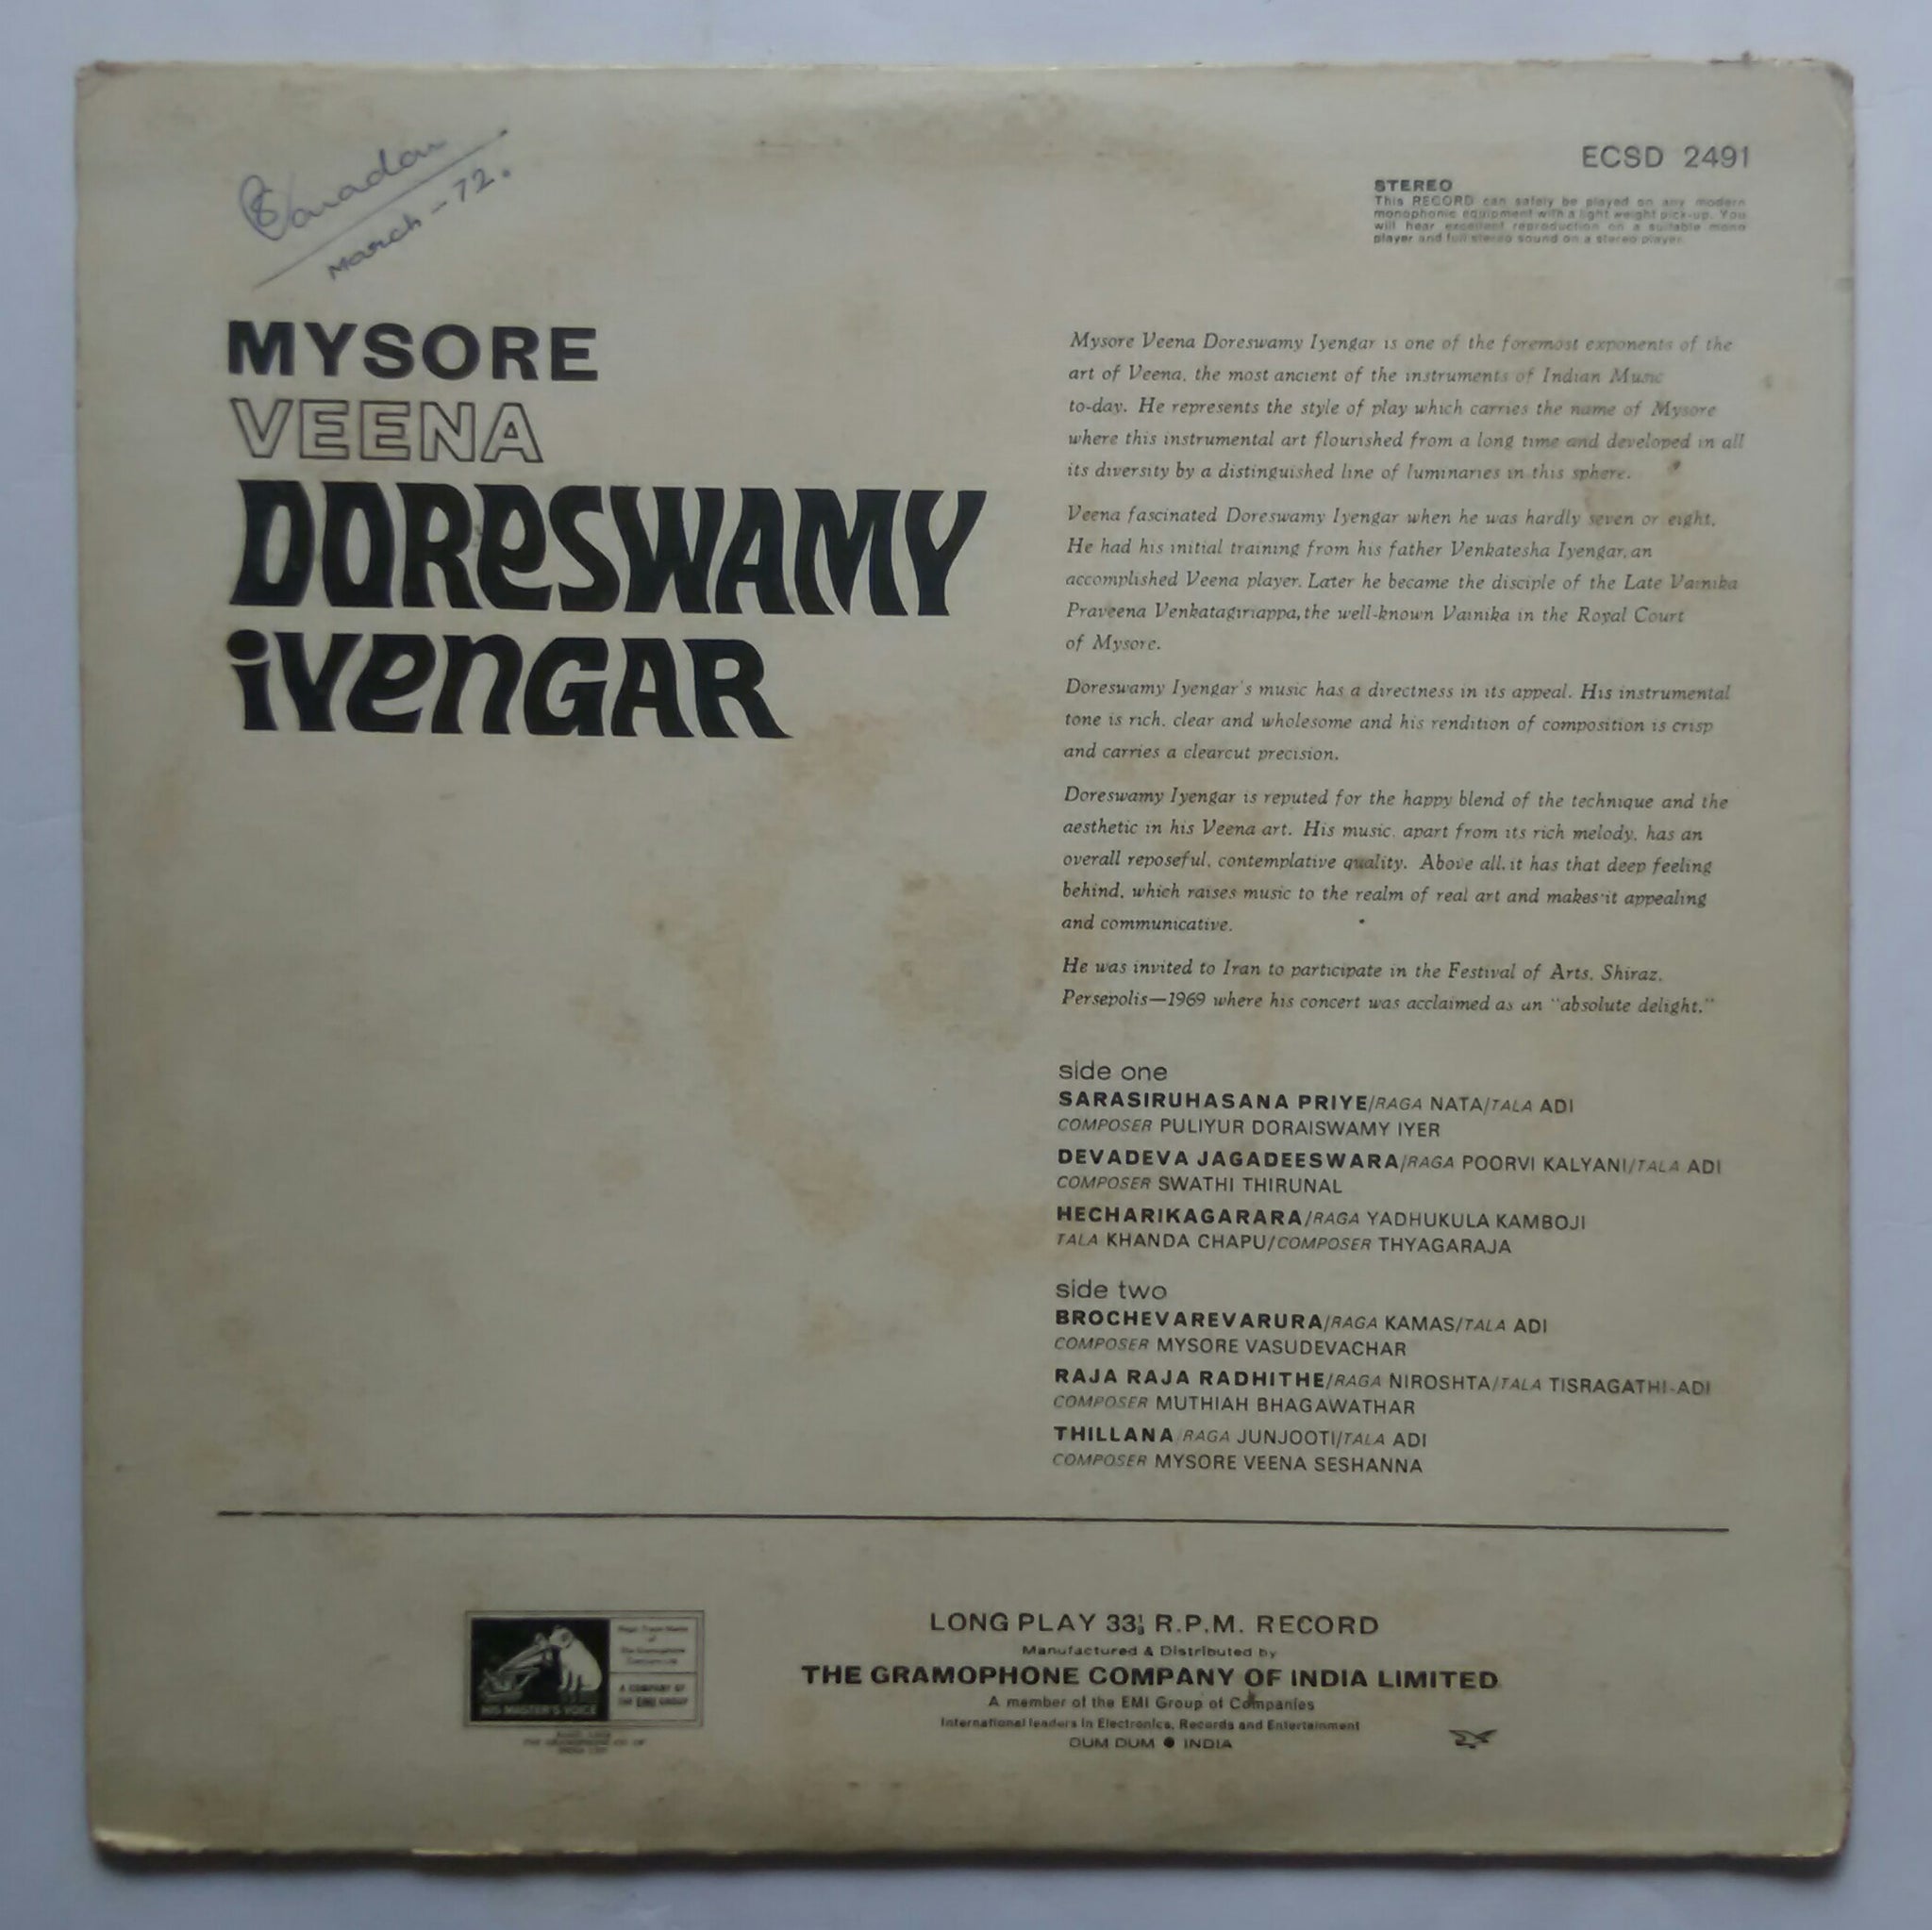 March - 72.
ECSD 2491
STEREO
This RECORD can safely be played on any modern
monophonic equipment with a light weight pick-up. You
will hear excellent reproduction on a suitable mono
player and full stereo sound on a stereo player.
MYSORE
VEENA
DORESWAMY
IYENGAR
Mysore Veena Doreswamy Iyengar is one of the foremost exponents of the
art of Veena, the most ancient of the instruments of Indian Music
to-day. He represents the style of play which carries the name of Mysore
where this instrumental art flourished from a long time and developed in all
its diversity by a distinguished line of luminaries in this sphere.
Veena fascinated Doreswamy Iyengar when he was hardly seven or eight.
He had his initial training from his father Venkatesha Iyengar, an
accomplished Veena player. Later he became the disciple of the Late Vainika
Praveena Venkatagiriappa, the well-known Vainika in the Royal Court
of Mysore.
Doreswamy Iyengar's music has a directness in its appeal. His instrumental
tone is rich, clear and wholesome and his rendition of composition is crisp
and carries a clearcut precision.
Doreswamy Iyengar is reputed for the happy blend of the technique and the
aesthetic in his Veena art. His music, apart from its rich melody, has an
overall reposeful, contemplative quality. Above all, it has that deep feeling
behind, which raises music to the realm of real art and makes it appealing
and communicative.
He was invited to Iran to participate in the Festival of Arts, Shiraz,
Persepolis—1969 where his concert was acclaimed as an "absolute delight."
side one
SARASIRUHASANA PRIYE/RAGA NATA/TALA ADI
COMPOSER PULIYUR DORAISWAMY IYER
DEVADEVA JAGADEESWARA/RAGA POORVI KALYANI/TALA ADI
COMPOSER SWATHI THIRUNAL
HECHARIKAGARARA/RAGA YADHUKULA KAMBOJI
TALA KHANDA CHAPU/COMPOSER THYAGARAJA
side two
BROCHEVAREVARURA/RAGA KAMAS/TALA ADI
COMPOSER MYSORE VASUDEVACHAR
RAJA RAJA RADHITHE/RAGA NIROSHTA/TALA TISRAGATHI-ADI
COMPOSER MUTHIAH BHAGAWATHAR
THILLANA/RAGA JUNJOOTI/TALA ADI
COMPOSER MYSORE VEENA SESHANNA
HIS MASTER'S VOICE
A COMPANY OF
THE EMI GROUP
LONG PLAY 33⅓ R.P.M. RECORD
Manufactured & Distributed by
THE GRAMOPHONE COMPANY OF INDIA LIMITED
A member of the EMI Group of Companies
International leaders in Electronics, Records and Entertainment
DUM DUM ● INDIA